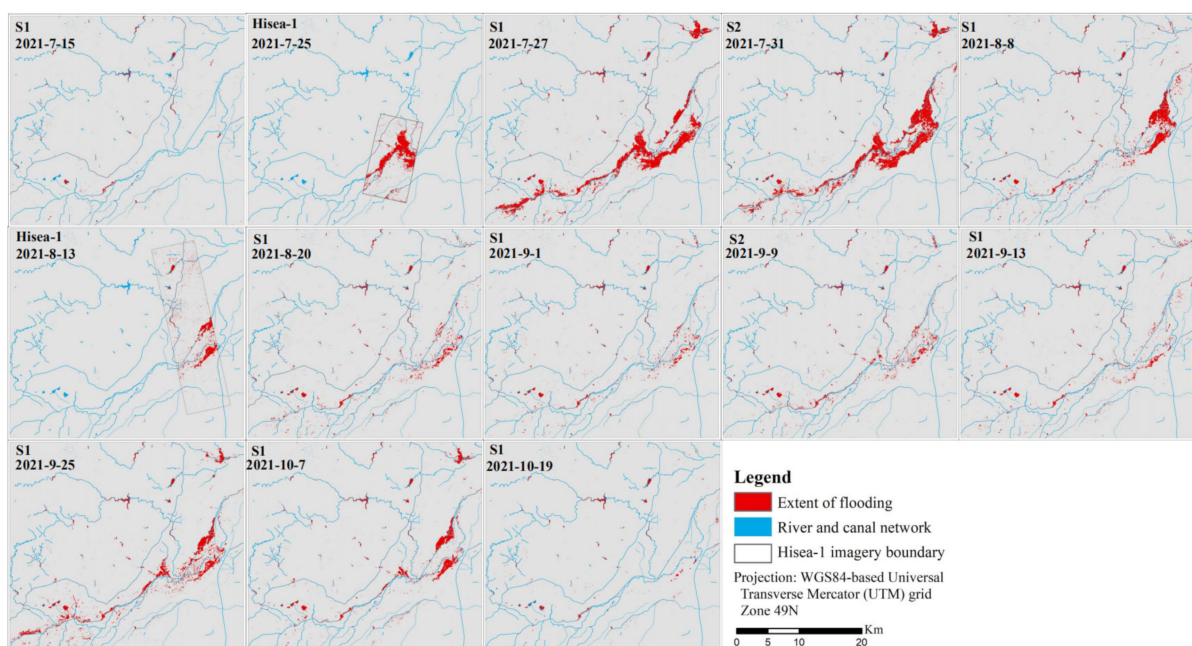 S1
2021-7-15
Hisea-1
2021-7-25
S1
2021-7-27
S2
2021-7-31
S1
2021-8-8
Hisea-1
2021-8-13
S1
2021-8-20
S1
2021-9-1
S2
2021-9-9
S1
2021-9-13
S1
2021-9-25
S1
2021-10-7
S1
2021-10-19
Legend
Extent of flooding
River and canal network
Hisea-1 imagery boundary
Projection: WGS84-based Universal
Transverse Mercator (UTM) grid
Zone 49N
Km
0 5 10 20